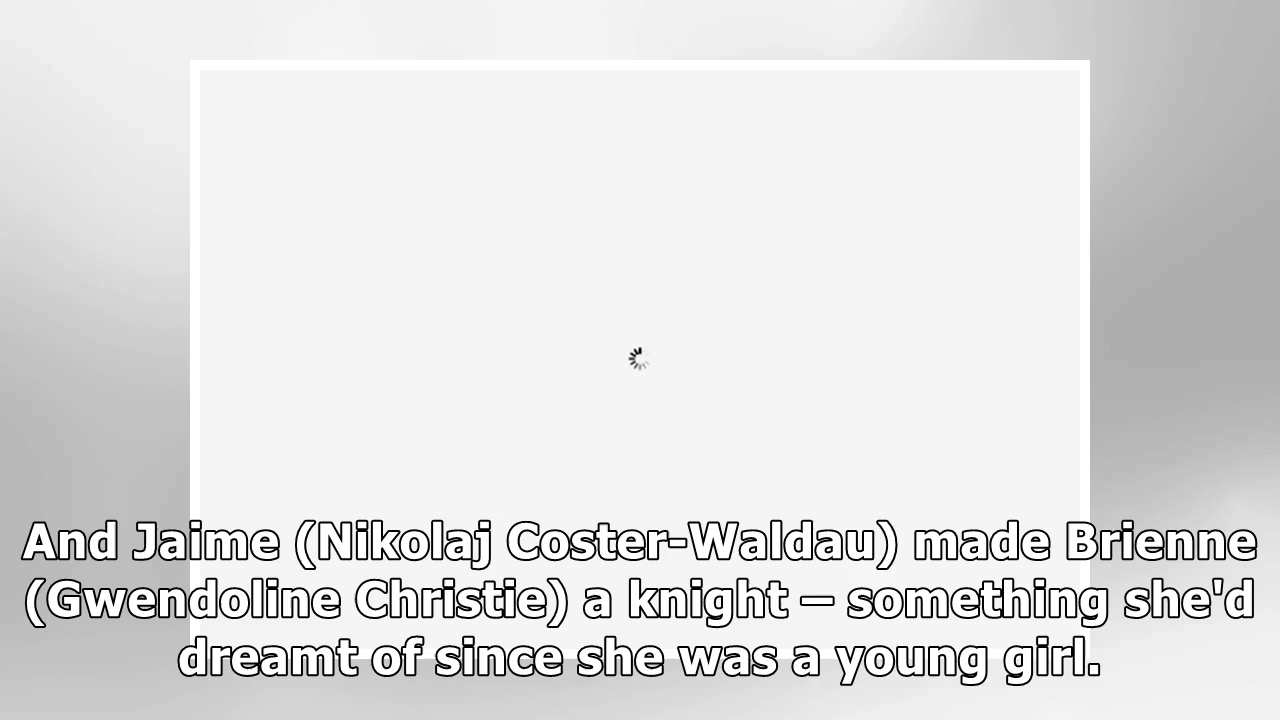 And Jaime (Nikolaj Coster-Waldau) made Brienne
(Gwendoline Christie) a knight – something she'd
dreamt of since she was a young girl.